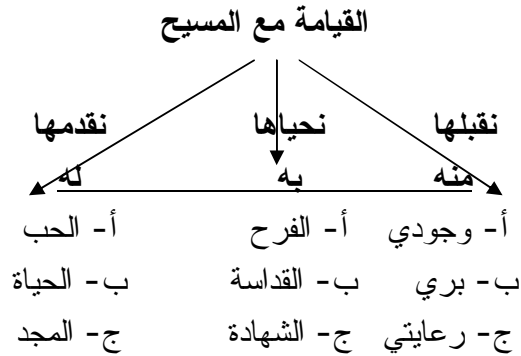 القيامة مع المسيح
نقبلها نحياها نقدمها
منه به له
أ- وجودي أ- الفرح أ- الحب
ب- بري ب- القداسة ب- الحياة
ج- رعايتي ج- الشهادة ج- المجد